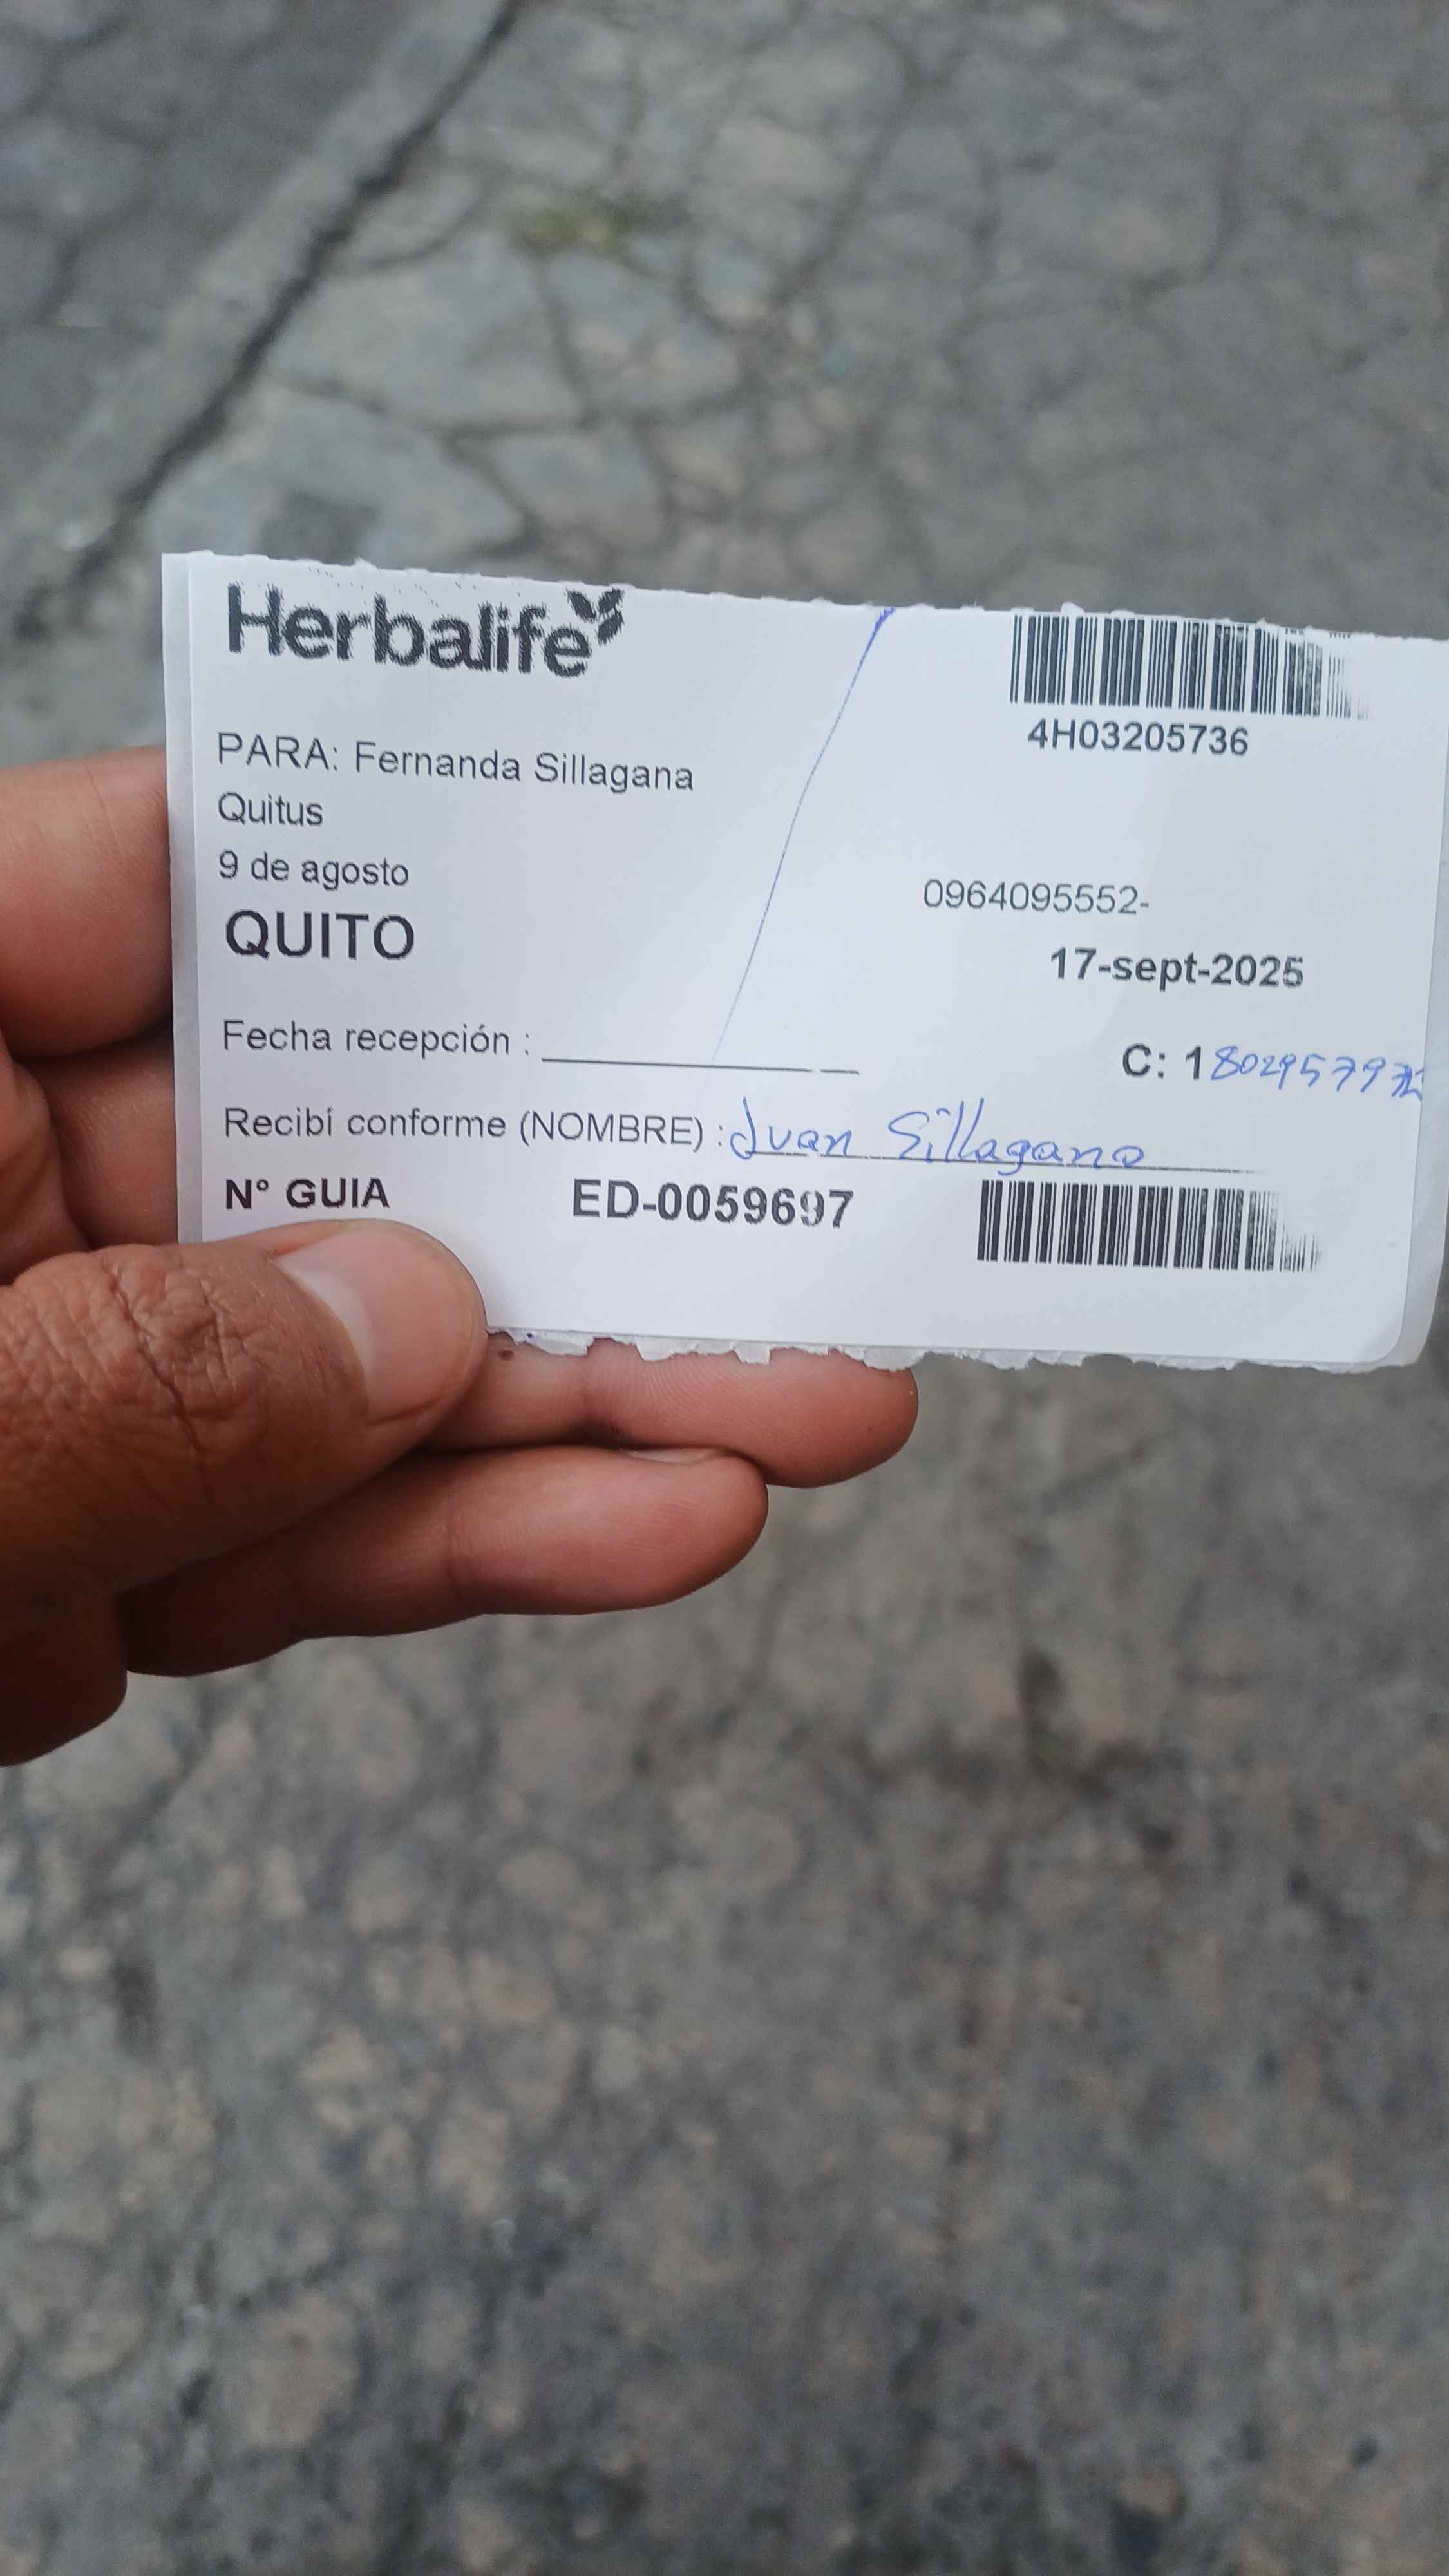 Herbalife
4H03205736
PARA: Fernanda Sillagana
Quitus
9 de agosto
0964095552-
QUITO
17-sept-2025
Fecha recepción :
C: 180295797
Recibí conforme (NOMBRE) : Juan Sillagana
N° GUIA ED-0059697